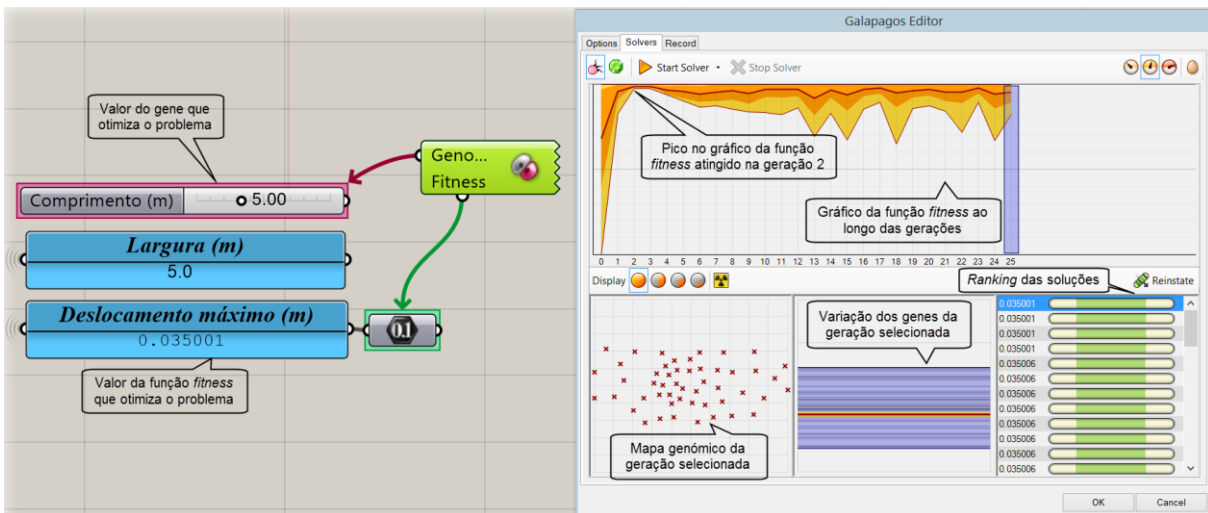 Valor do gene que
otimiza o problema
Geno...
Fitness
Comprimento (m) 5.00
Largura (m)
5.0
Deslocamento máximo (m)
0.035001
0.1
Valor da função fitness
que otimiza o problema
Galapagos Editor
Options Solvers Record
Start Solver Stop Solver
Pico no gráfico da função
fitness atingido na geração 2
Gráfico da função fitness ao
longo das gerações
0 1 2 3 4 5 6 7 8 9 10 11 12 13 14 15 16 17 18 19 20 21 22 23 24 25
Display
Ranking das soluções
Reinstate
Variação dos genes da
geração selecionada
Mapa genómico da
geração selecionada
0.035001
0.035001
0.035001
0.035001
0.035006
0.035006
0.035006
0.035006
0.035006
0.035006
0.035006
0.035006
OK Cancel